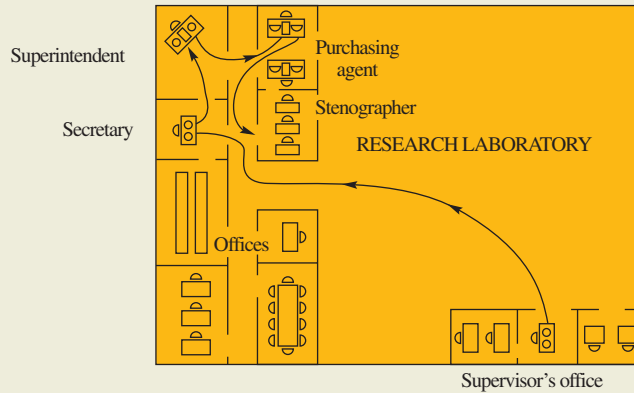 Superintendent
Purchasing
agent
Stenographer
Secretary
RESEARCH LABORATORY
Offices
Supervisor's office